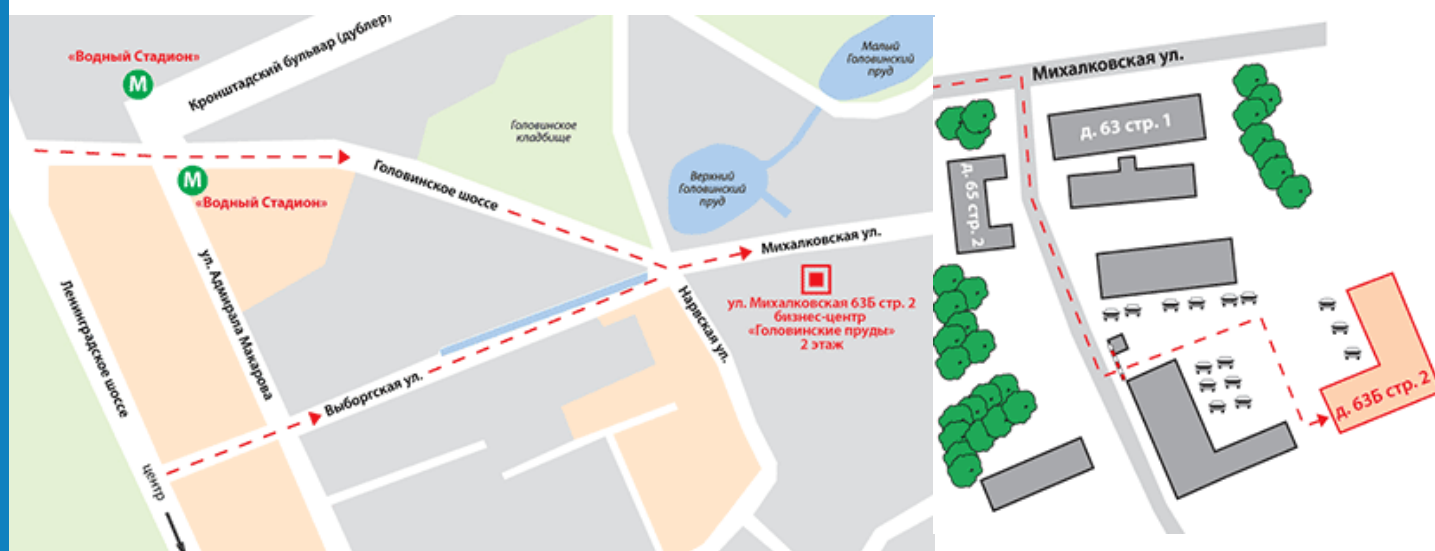 «Водный Стадион»
М
Кронштадский бульвар (дублер)
Малый
Головинский
пруд
Головинское
кладбище
Головинское шоссе
Верхний
Головинский
пруд
М
«Водный Стадион»
Михалковская ул.
ул. Михалковская 63Б стр. 2
бизнес-центр
«Головинские пруды»
2 этаж
Ленинградское шоссе
ул. Адмирала Макарова
Нарвская ул.
Выборгская ул.
центр
Михалковская ул.
д. 63 стр. 1
д. 65 стр. 2
д. 63Б стр. 2